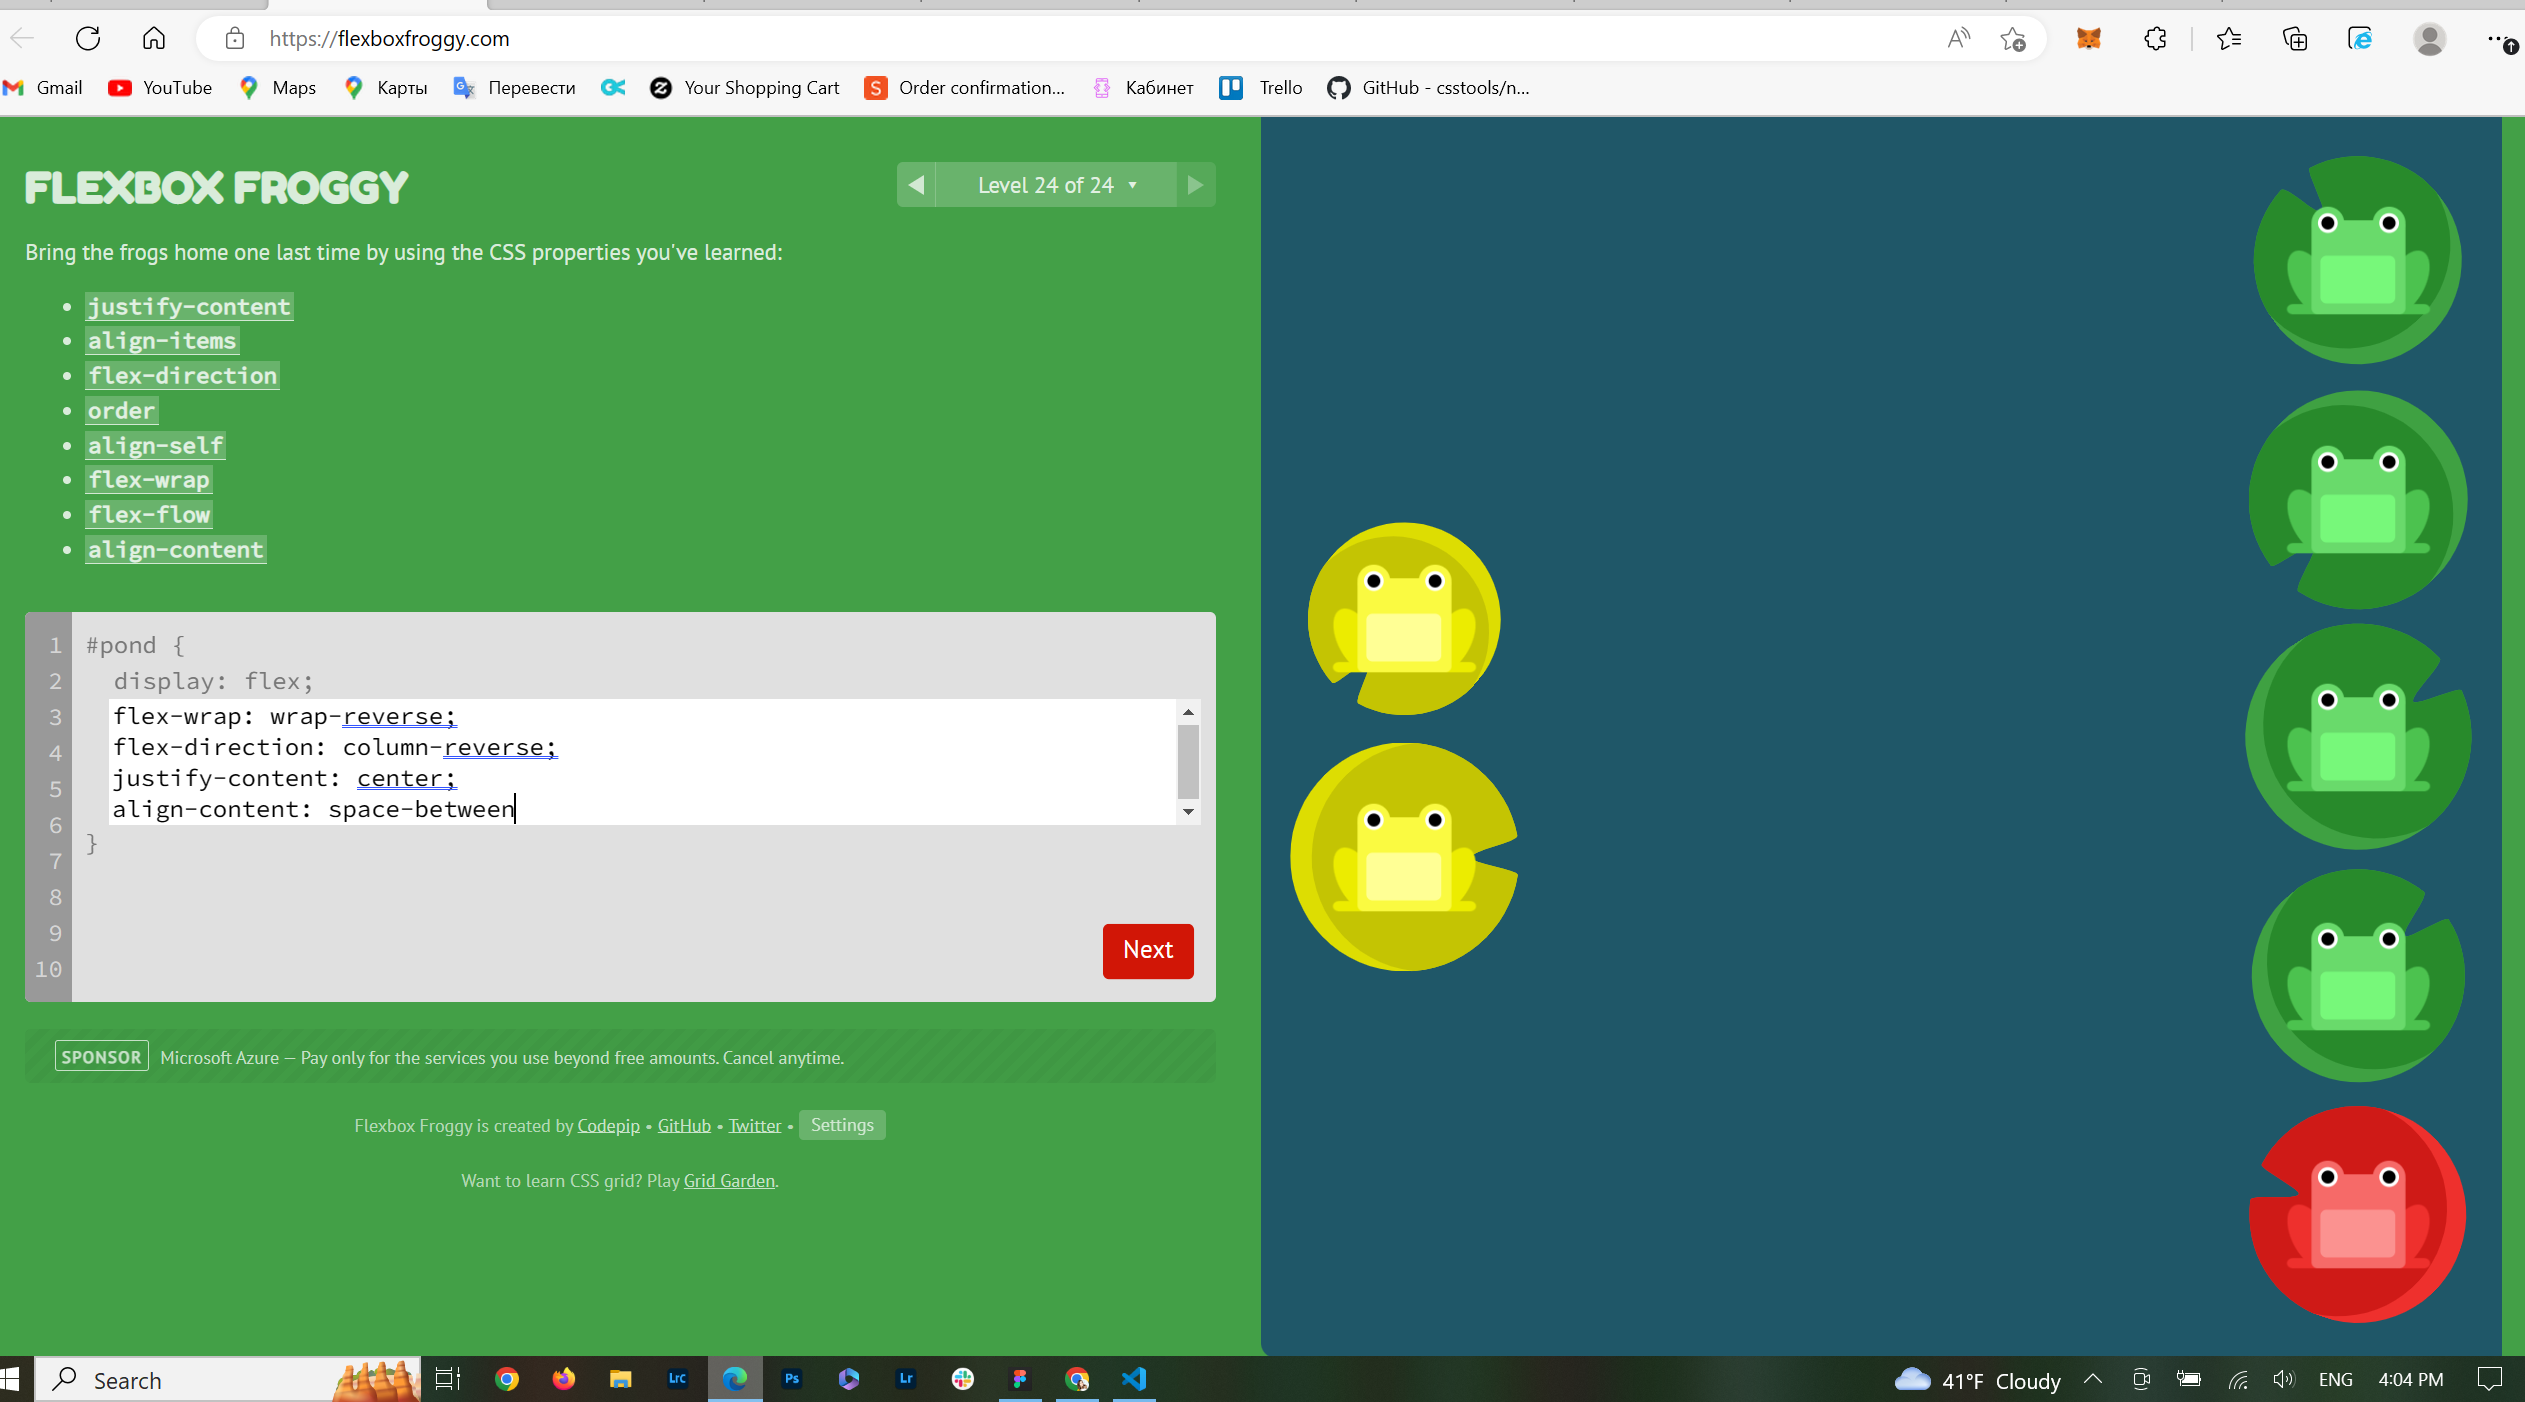 https://flexboxfroggy.com
Gmail YouTube Maps Карты Перевести Your Shopping Cart Order confirmation... Кабинет Trello GitHub - csstools/n...
FLEXBOX FROGGY
Level 24 of 24
Bring the frogs home one last time by using the CSS properties you've learned:
• justify-content
• align-items
• flex-direction
• order
• align-self
• flex-wrap
• flex-flow
• align-content
1 #pond {
2 display: flex;
3 flex-wrap: wrap-reverse;
4 flex-direction: column-reverse;
5 justify-content: center;
6 align-content: space-between
7 }
8
9
10
Next
SPONSOR Microsoft Azure — Pay only for the services you use beyond free amounts. Cancel anytime.
Flexbox Froggy is created by Codepip • GitHub • Twitter • Settings
Want to learn CSS grid? Play Grid Garden.
Search LrC Ps Lr 41°F Cloudy ENG 4:04 PM